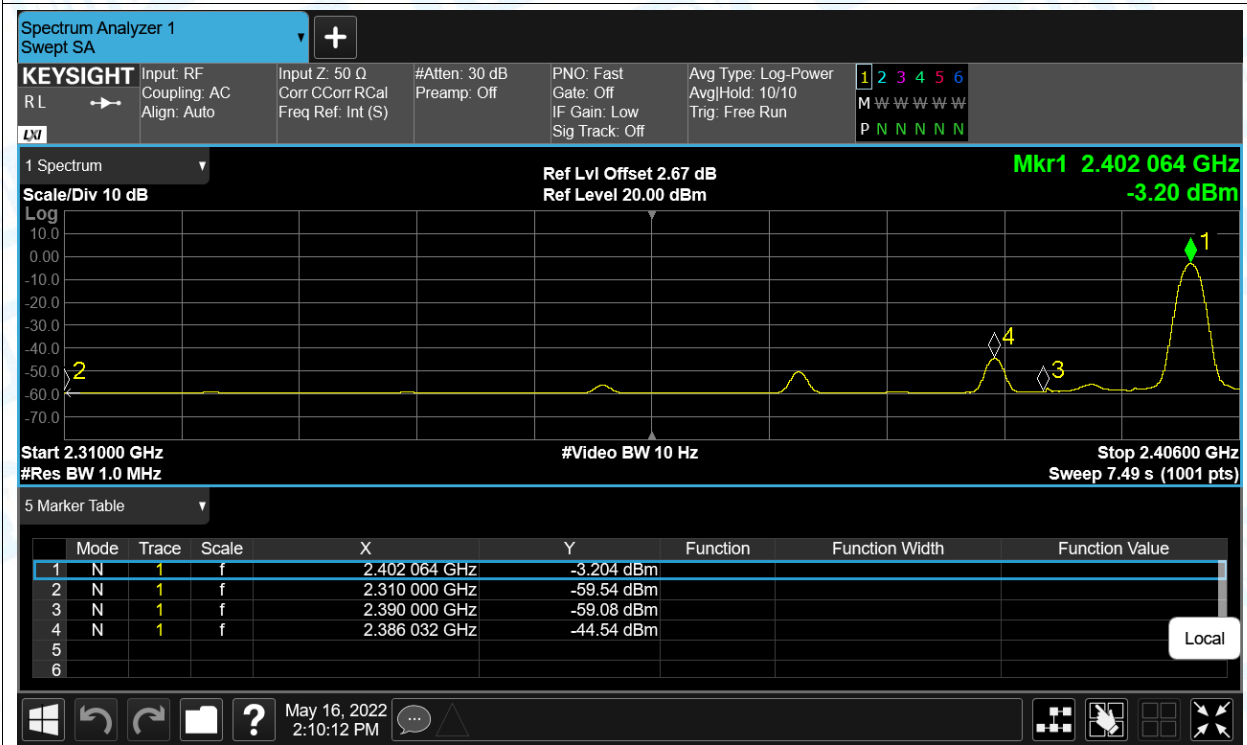 Spectrum Analyzer 1
Swept SA
+
KEYSIGHT
R L
LXI
Input: RF
Coupling: AC
Align: Auto
Input Z: 50 Ω
Corr CCorr RCal
Freq Ref: Int (S)
#Atten: 30 dB
Preamp: Off
PNO: Fast
Gate: Off
IF Gain: Low
Sig Track: Off
Avg Type: Log-Power
Avg|Hold: 10/10
Trig: Free Run
1 2 3 4 5 6
M W W W W W
P N N N N N
1 Spectrum
Scale/Div 10 dB
Ref Lvl Offset 2.67 dB
Ref Level 20.00 dBm
Mkr1 2.402 064 GHz
-3.20 dBm
Log
10.0
0.00
-10.0
-20.0
-30.0
-40.0
-50.0
-60.0
-70.0
1
2
3
4
Start 2.31000 GHz
#Res BW 1.0 MHz
#Video BW 10 Hz
Stop 2.40600 GHz
Sweep 7.49 s (1001 pts)
5 Marker Table
Mode Trace Scale X Y Function Function Width Function Value
1 N 1 f 2.402 064 GHz -3.204 dBm
2 N 1 f 2.310 000 GHz -59.54 dBm
3 N 1 f 2.390 000 GHz -59.08 dBm
4 N 1 f 2.386 032 GHz -44.54 dBm
5
6
Local
?
May 16, 2022
2:10:12 PM